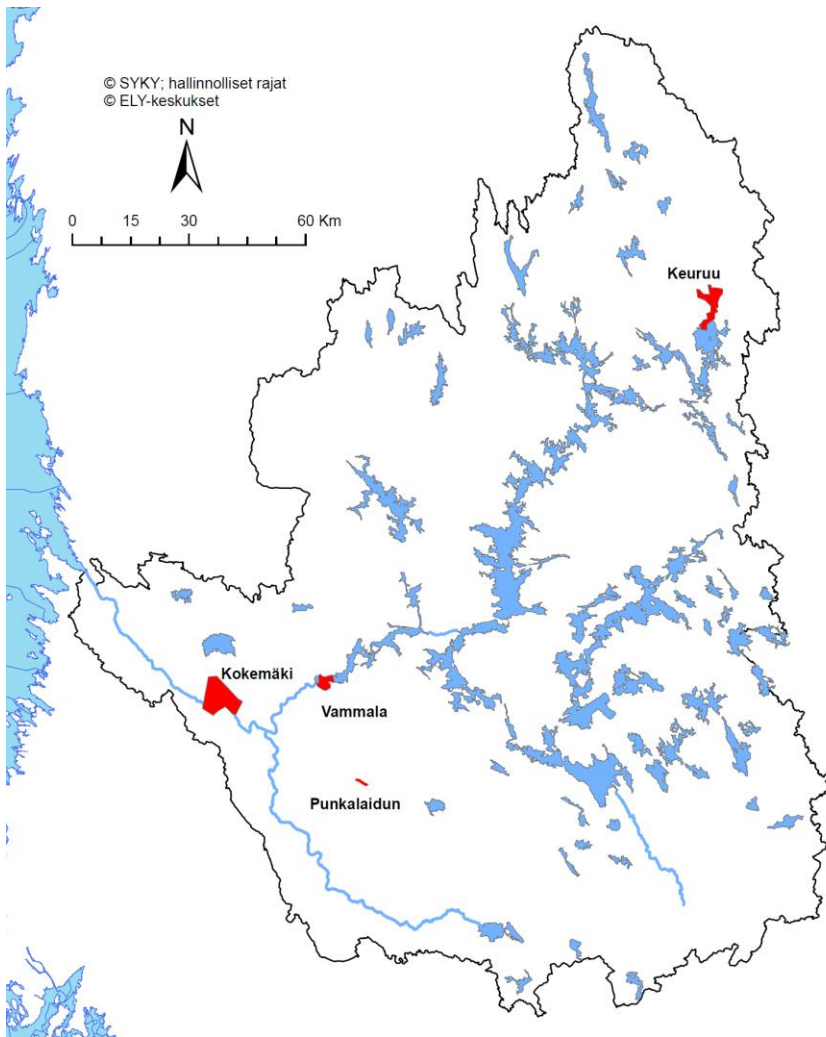 © SYKY; hallinnolliset rajat
© ELY-keskukset
N
0 15 30 60 Km
Keuruu
Kokemäki
Vammala
Punkalaidun